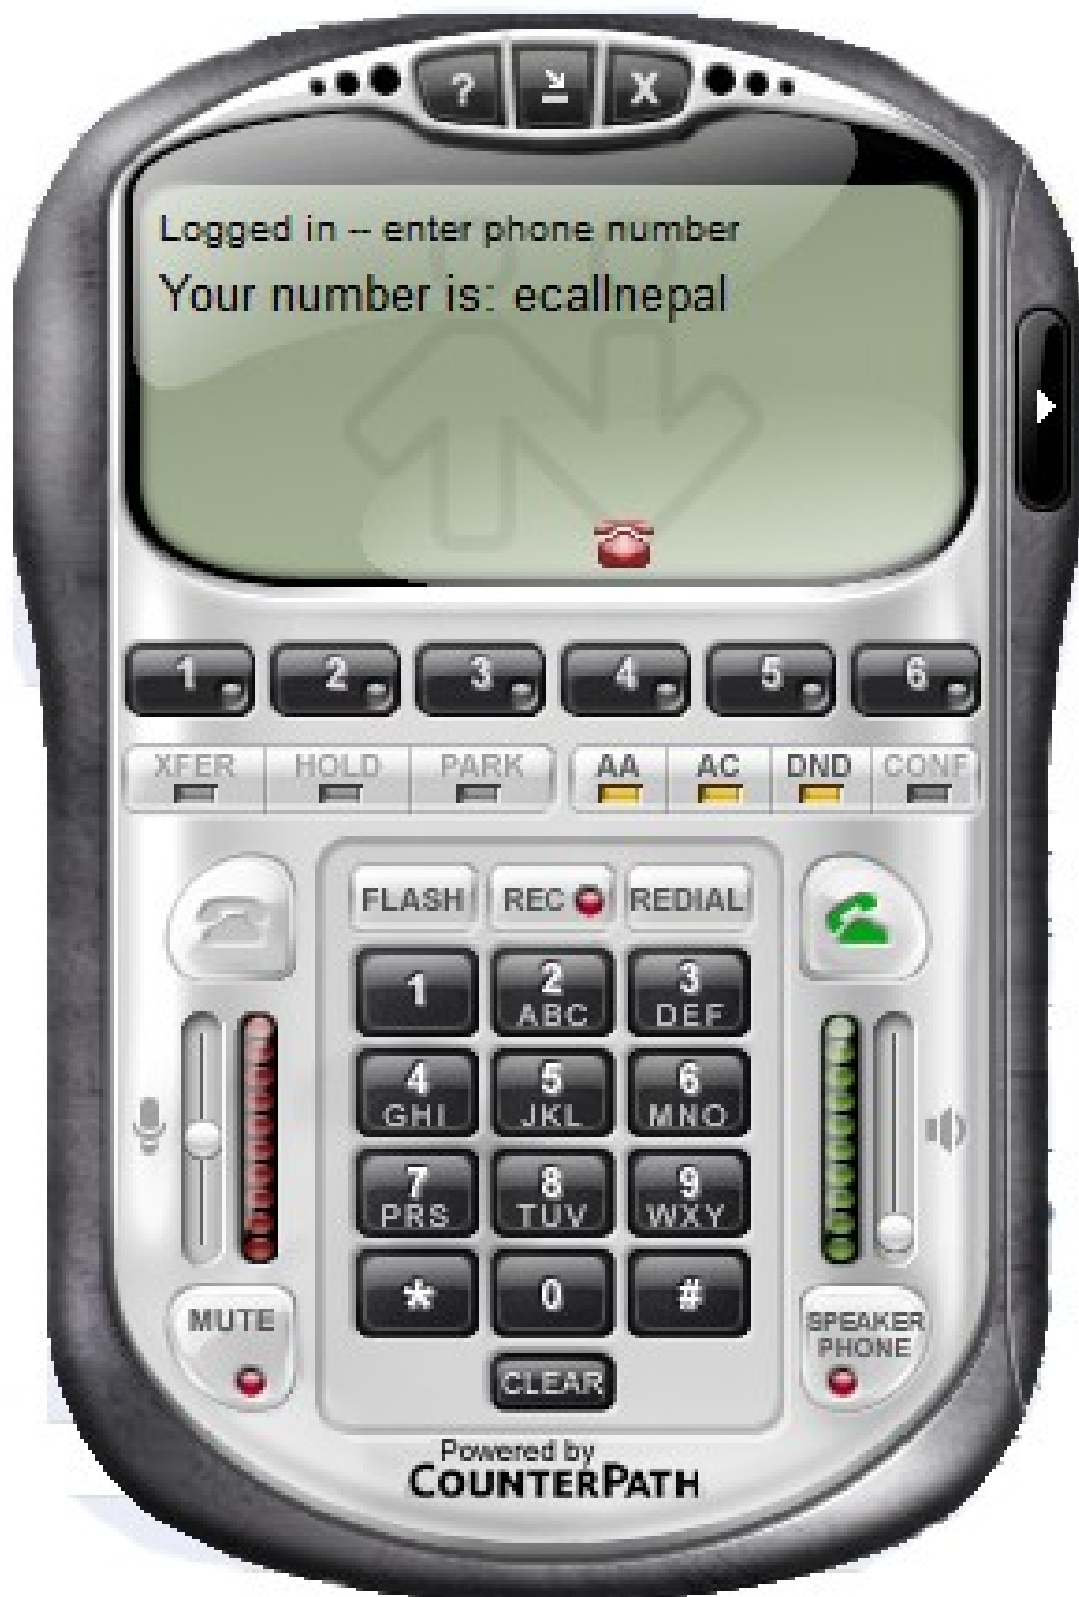 ? X
Logged in -- enter phone number
Your number is: ecallnepal
1 2 3 4 5 6
XFER HOLD PARK AA AC DND CONF
FLASH REC REDIAL
1 2 3
ABC DEF
4 5 6
GHI JKL MNO
7 8 9
PRS TUV WXY
* 0 #
MUTE
SPEAKER
PHONE
CLEAR
Powered by
COUNTERPATH